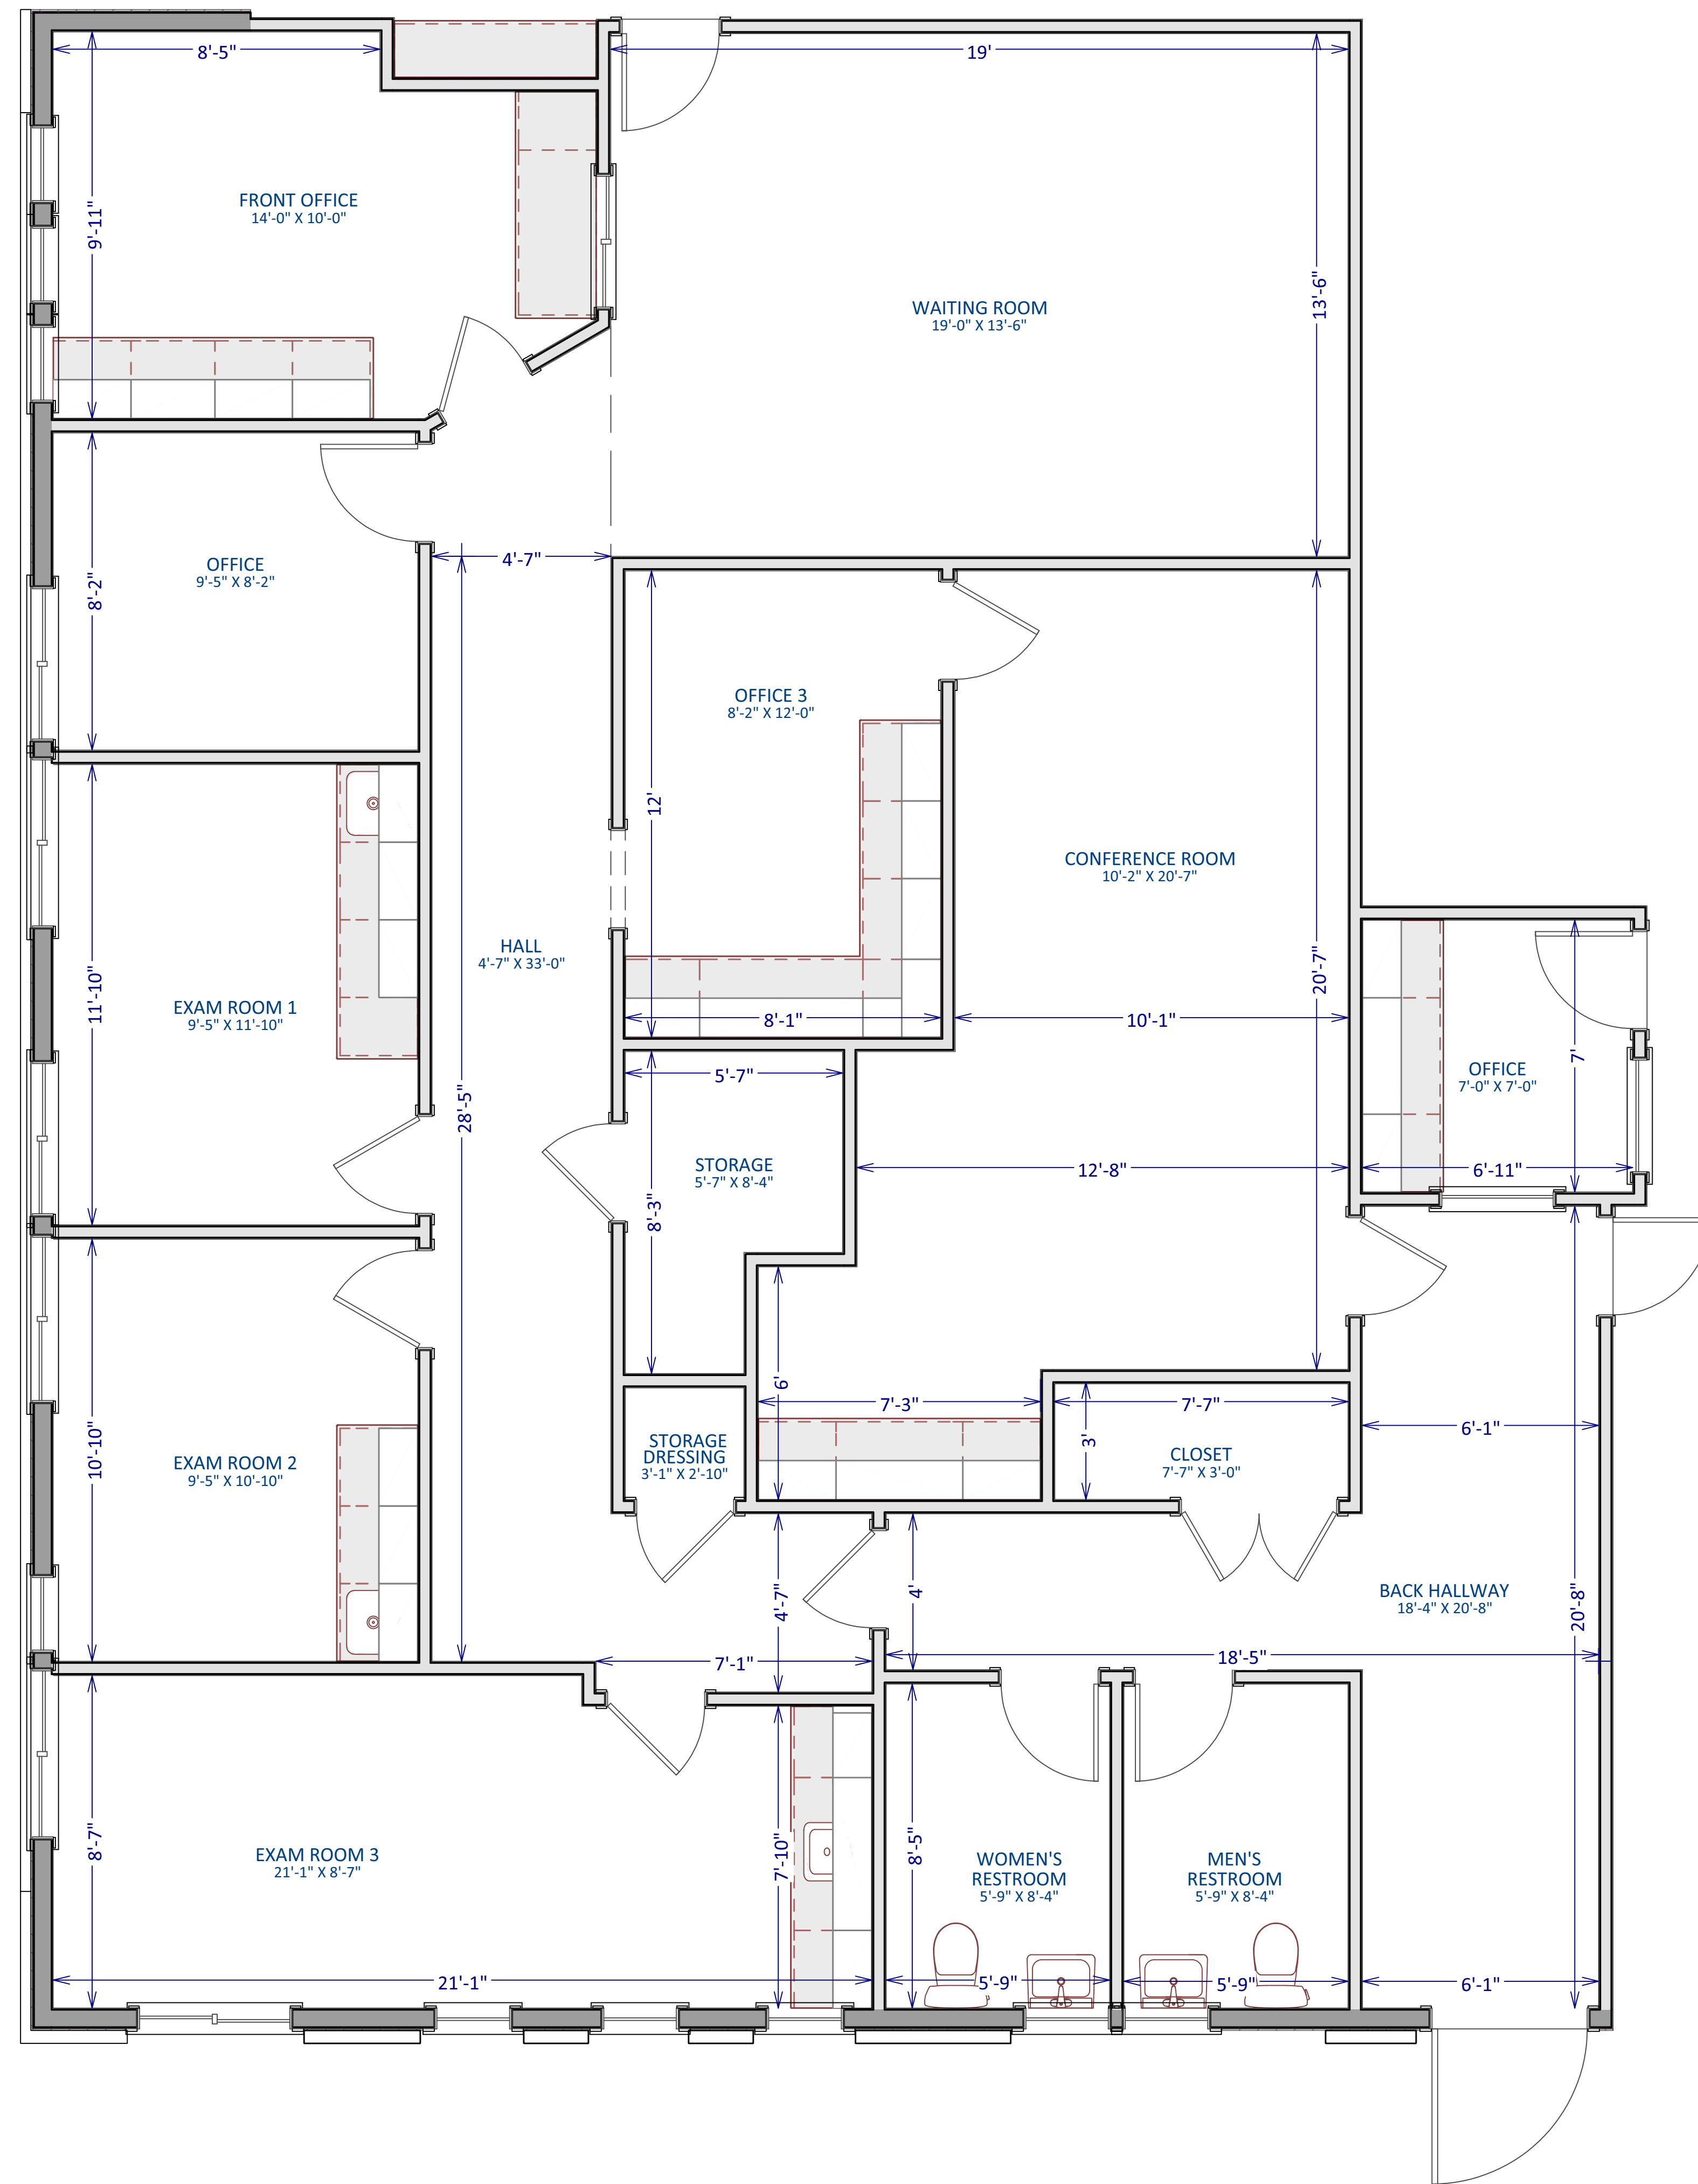 8'-5"
19'
9'-11"
FRONT OFFICE
14'-0" X 10'-0"
WAITING ROOM
19'-0" X 13'-6"
13'-6"
4'-7"
OFFICE
9'-5" X 8'-2"
8'-2"
OFFICE 3
8'-2" X 12'-0"
12'
CONFERENCE ROOM
10'-2" X 20'-7"
20'-7"
HALL
4'-7" X 33'-0"
EXAM ROOM 1
9'-5" X 11'-10"
11'-10"
8'-1"
10'-1"
28'-5"
5'-7"
OFFICE
7'-0" X 7'-0"
7'
STORAGE
5'-7" X 8'-4"
8'-3"
12'-8"
6'-11"
6'
7'-3"
7'-7"
3'
6'-1"
10'-10"
EXAM ROOM 2
9'-5" X 10'-10"
STORAGE
DRESSING
3'-1" X 2'-10"
CLOSET
7'-7" X 3'-0"
4'-7"
4'
BACK HALLWAY
18'-4" X 20'-8"
20'-8"
7'-1"
18'-5"
8'-7"
EXAM ROOM 3
21'-1" X 8'-7"
7'-10"
8'-5"
WOMEN'S
RESTROOM
5'-9" X 8'-4"
MEN'S
RESTROOM
5'-9" X 8'-4"
21'-1"
5'-9"
5'-9"
6'-1"